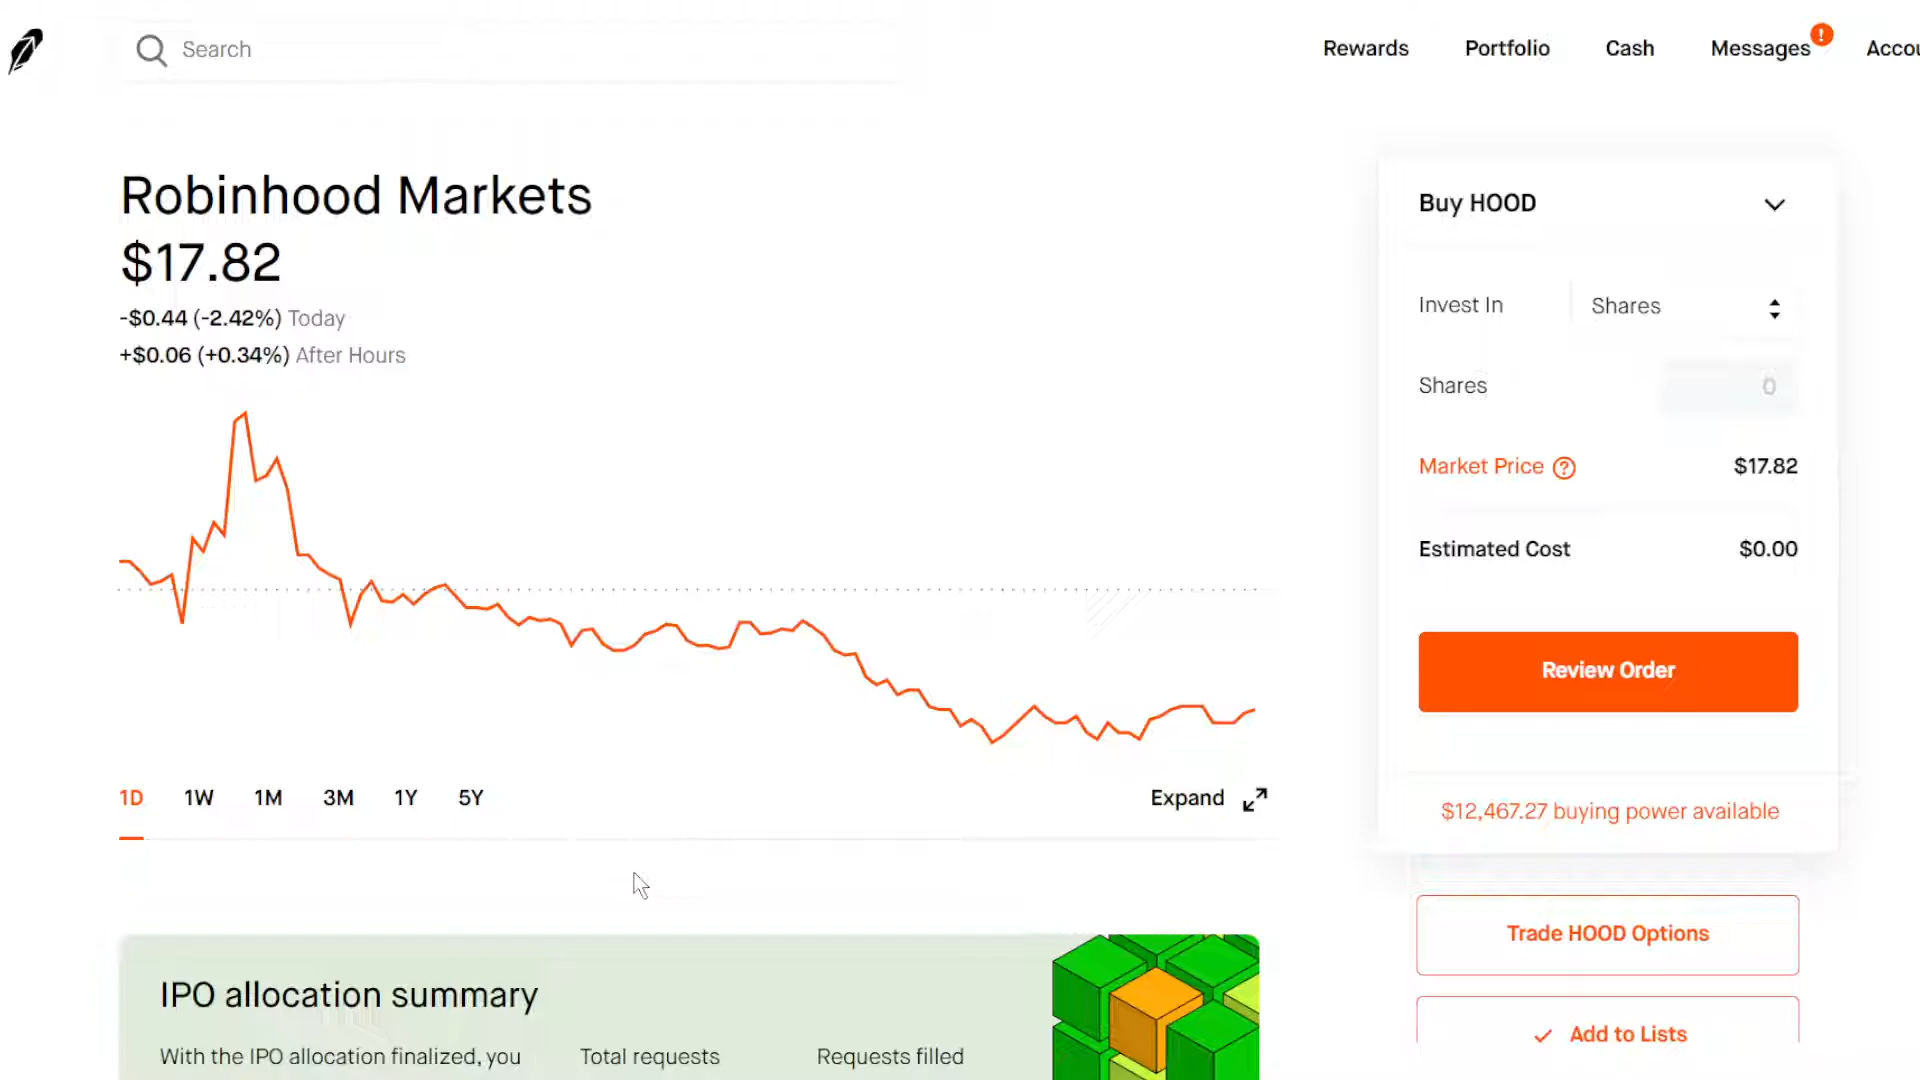 Search
Rewards
Portfolio
Cash
Messages
!
Robinhood Markets
$17.82
-$0.44 (-2.42%) Today
+$0.06 (+0.34%) After Hours
1D
1W
1M
3M
1Y
5Y
Expand
Buy HOOD
Invest In
Shares
Shares
0
Market Price ?
$17.82
Estimated Cost
$0.00
Review Order
$12,467.27 buying power available
Trade HOOD Options
Add to Lists
IPO allocation summary
With the IPO allocation finalized, you
Total requests
Requests filled